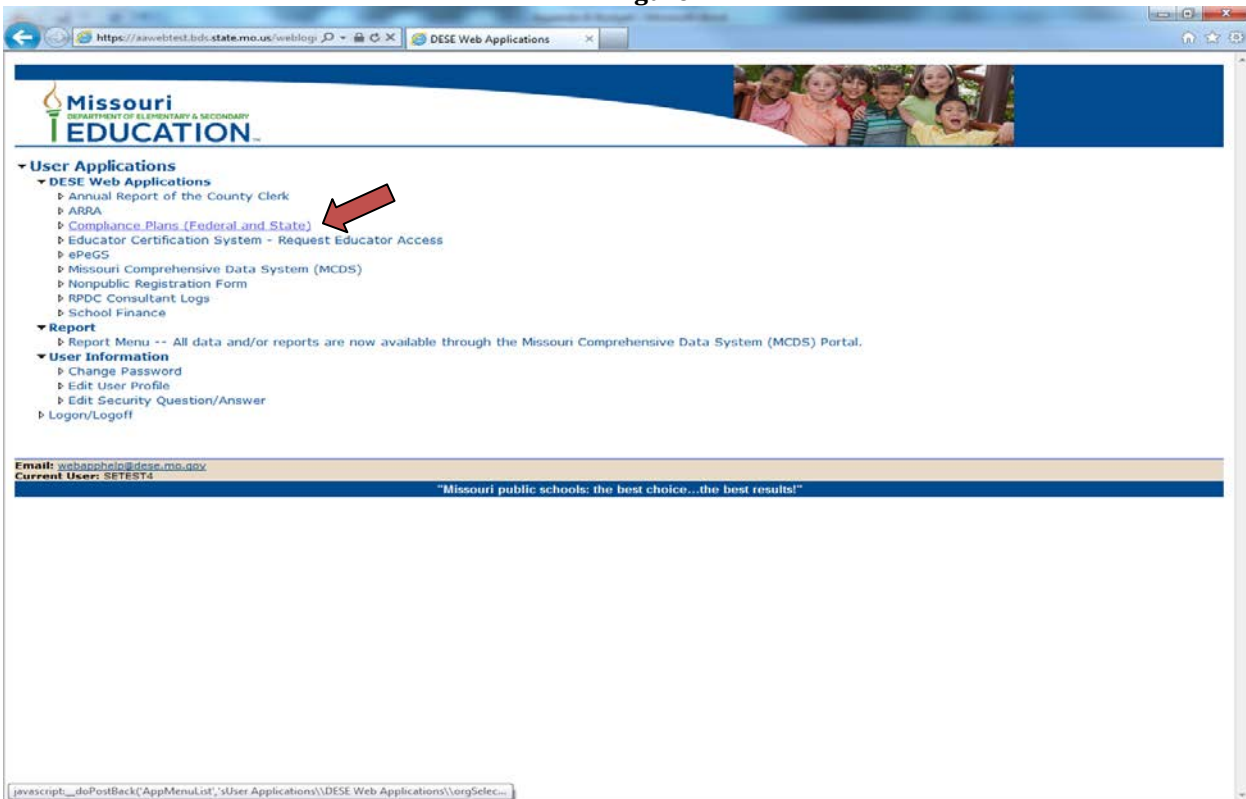 https://aawebtest.bds.state.mo.us/weblogi
DESE Web Applications
Missouri
DEPARTMENT OF ELEMENTARY & SECONDARY
EDUCATION
User Applications
DESE Web Applications
Annual Report of the County Clerk
ARRA
Compliance Plans (Federal and State)
Educator Certification System - Request Educator Access
ePeGS
Missouri Comprehensive Data System (MCDS)
Nonpublic Registration Form
RPDC Consultant Logs
School Finance
Report
Report Menu -- All data and/or reports are now available through the Missouri Comprehensive Data System (MCDS) Portal.
User Information
Change Password
Edit User Profile
Edit Security Question/Answer
Logon/Logoff
Email: webapphelp@dese.mo.gov
Current User: SETEST4
"Missouri public schools: the best choice...the best results!"
javascript:__doPostBack('AppMenuList','sUser Applications\\DESE Web Applications\\orgSelec...